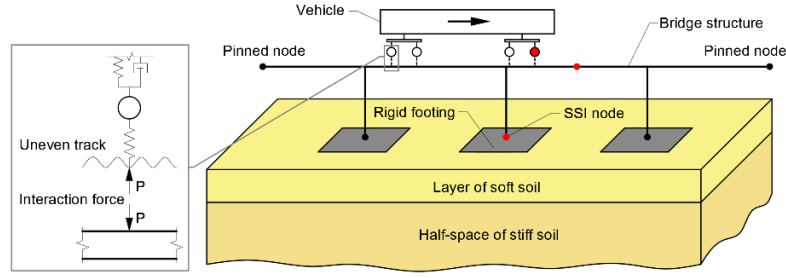 Vehicle
Bridge structure
Pinned node
Pinned node
Rigid footing
SSI node
Uneven track
P
Interaction force
P
Layer of soft soil
Half-space of stiff soil